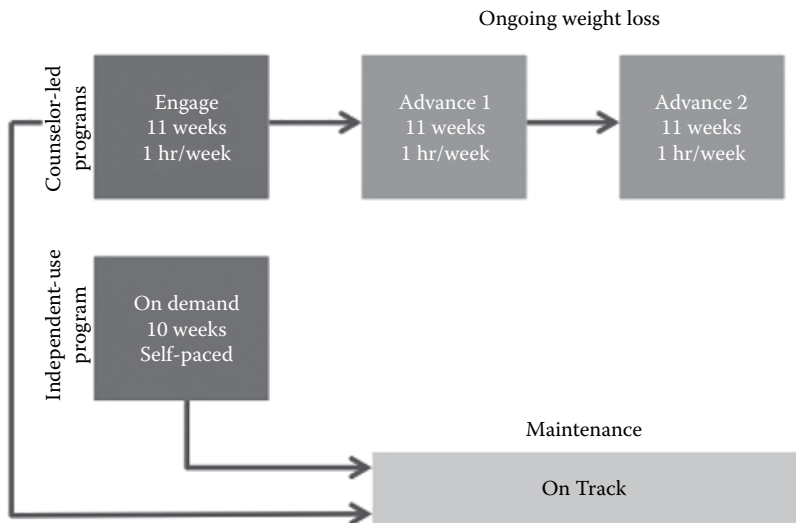 Ongoing weight loss
Counselor-led
programs
Engage
11 weeks
1 hr/week
Advance 1
11 weeks
1 hr/week
Advance 2
11 weeks
1 hr/week
Independent-use
program
On demand
10 weeks
Self-paced
Maintenance
On Track